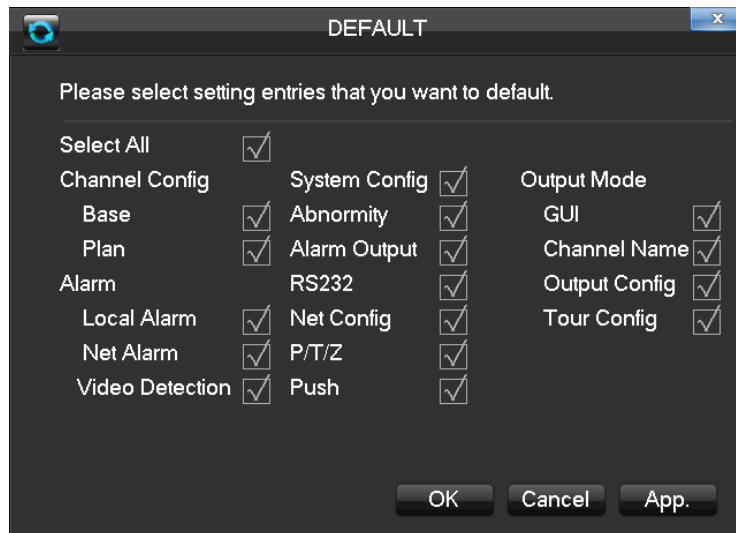 DEFAULT
x
Please select setting entries that you want to default.
Select All
Channel Config System Config Output Mode
Base Abnormity GUI
Plan Alarm Output Channel Name
Alarm RS232 Output Config
Local Alarm Net Config Tour Config
Net Alarm P/T/Z
Video Detection Push
OK Cancel App.